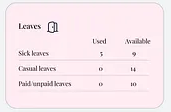 Leaves
Used Available
Sick leaves 5 9
Casual leaves 0 14
Paid/unpaid leaves 0 10